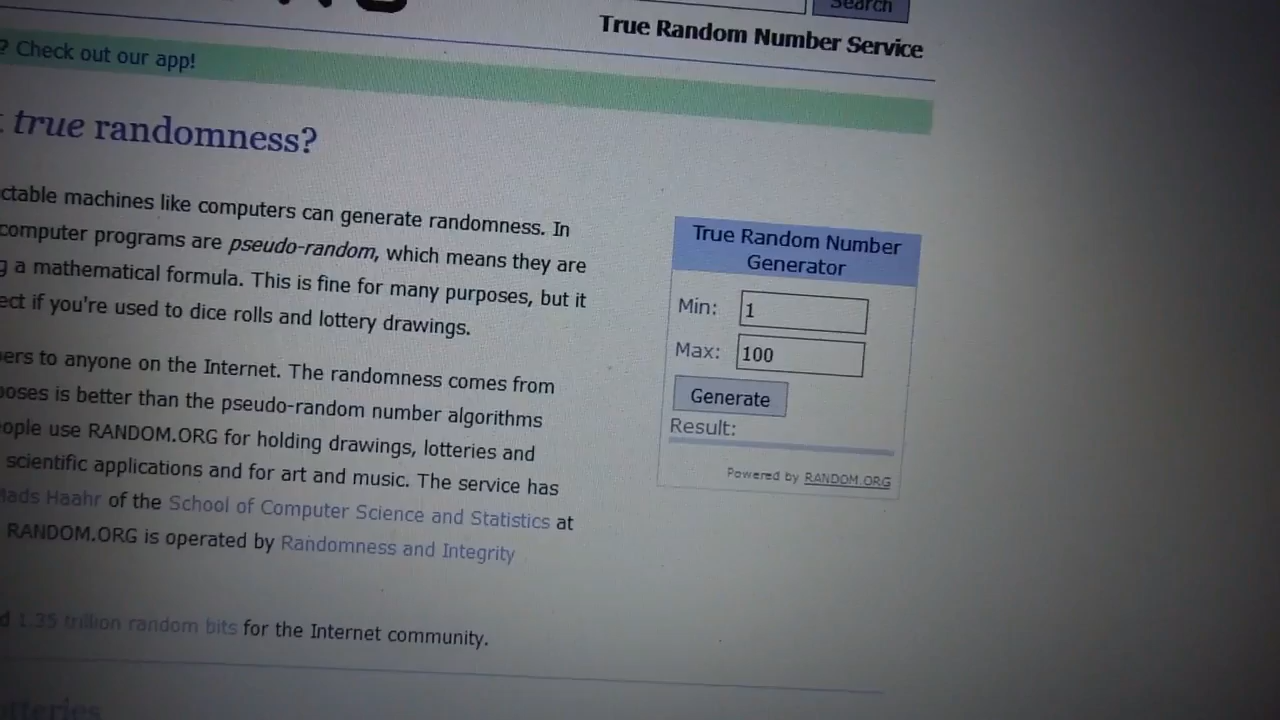 Search
True Random Number Service
? Check out our app!
true randomness?
ctable machines like computers can generate randomness. In
computer programs are pseudo-random, which means they are
g a mathematical formula. This is fine for many purposes, but it
ect if you're used to dice rolls and lottery drawings.
bers to anyone on the Internet. The randomness comes from
poses is better than the pseudo-random number algorithms
eople use RANDOM.ORG for holding drawings, lotteries and
scientific applications and for art and music. The service has
Mads Haahr of the School of Computer Science and Statistics at
RANDOM.ORG is operated by Randomness and Integrity
d 1.35 trillion random bits for the Internet community.
True Random Number
Generator
Min: 1
Max: 100
Generate
Result:
Powered by RANDOM.ORG